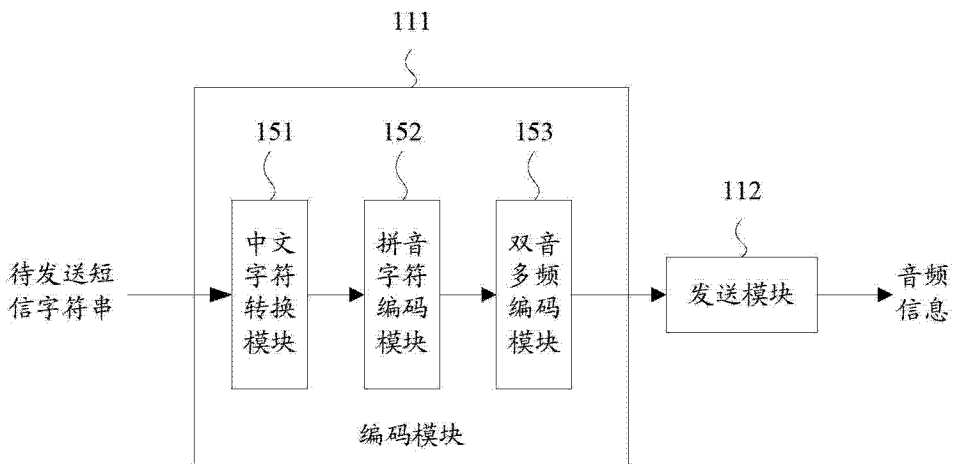 111
151
152
153
112
待发送短
信字符串
中文
字符
转换
模块
拼音
字符
编码
模块
双音
多频
编码
模块
发送模块
音频
信息
编码模块